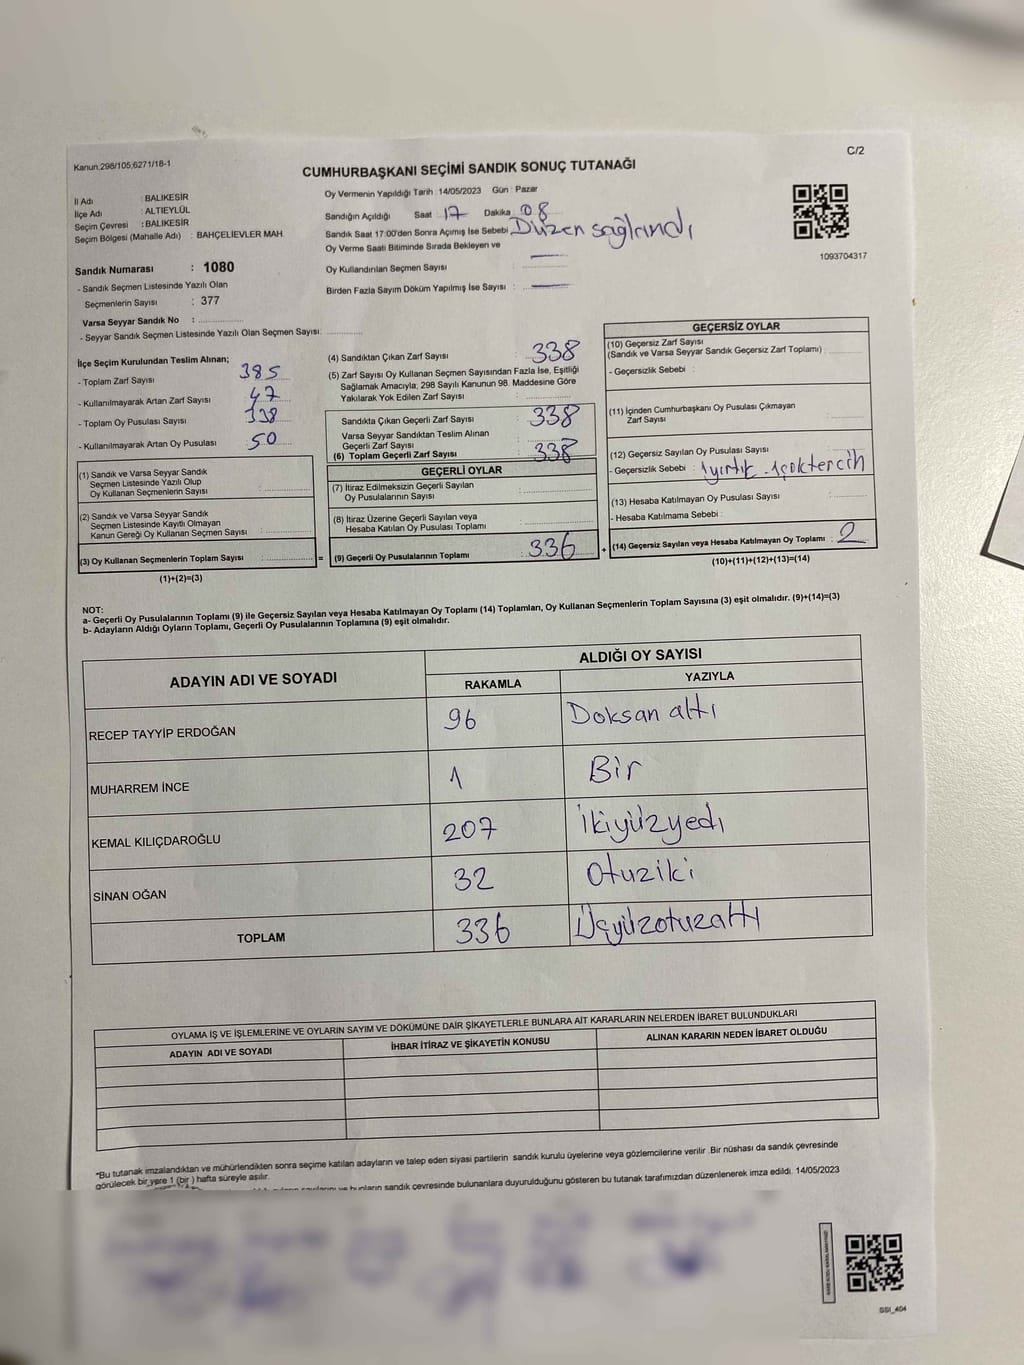 Kanun.298/105,6271/18-1
C/2
CUMHURBAŞKANI SEÇİMİ SANDIK SONUÇ TUTANAĞI
İl Adı : BALIKESİR
İlçe Adı : ALTIEYLÜL
Seçim Çevresi : BALIKESİR
Seçim Bölgesi (Mahalle Adı) : BAHÇELİEVLER MAH.
Sandık Numarası : 1080
- Sandık Seçmen Listesinde Yazılı Olan
Seçmenlerin Sayısı : 377
Varsa Seyyar Sandık No :
- Seyyar Sandık Seçmen Listesinde Yazılı Olan Seçmen Sayısı:
Oy Vermenin Yapıldığı Tarih :14/05/2023 Gün : Pazar
Sandığın Açıldığı Saat 17 Dakika 08
Sandık Saat 17:00'den Sonra Açımış İse Sebebi Düzen sağlandı
Oy Verme Saati Bitiminde Sırada Bekleyen ve
Oy Kullandırılan Seçmen Sayısı :
Birden Fazla Sayım Döküm Yapılmış İse Sayısı :
1093704317
İlçe Seçim Kurulundan Teslim Alınan;
- Toplam Zarf Sayısı 385
- Kullanılmayarak Artan Zarf Sayısı 47
- Toplam Oy Pusulası Sayısı
- Kullanılmayarak Artan Oy Pusulası 50
(1) Sandık ve Varsa Seyyar Sandık
Seçmen Listesinde Yazılı Olup
Oy Kullanan Seçmenlerin Sayısı :
(2) Sandık ve Varsa Seyyar Sandık
Seçmen Listesinde Kayıtlı Olmayan
Kanun Gereği Oy Kullanan Seçmen Sayısı :
(3) Oy Kullanan Seçmenlerin Toplam Sayısı : =
(1)+(2)=(3)
(4) Sandıktan Çıkan Zarf Sayısı : 338
(5) Zarf Sayısı Oy Kullanan Seçmen Sayısından Fazla İse, Eşitliği
Sağlamak Amacıyla; 298 Sayılı Kanunun 98. Maddesine Göre
Yakılarak Yok Edilen Zarf Sayısı :
Sandıkta Çıkan Geçerli Zarf Sayısı : 338
Varsa Seyyar Sandıktan Teslim Alınan
Geçerli Zarf Sayısı :
(6) Toplam Geçerli Zarf Sayısı : 338
GEÇERLİ OYLAR
(7) İtiraz Edilmeksizin Geçerli Sayılan
Oy Pusulalarının Sayısı :
(8) İtiraz Üzerine Geçerli Sayılan veya
Hesaba Katılan Oy Pusulası Toplamı :
(9) Geçerli Oy Pusulalarının Toplamı : 336 +
GEÇERSİZ OYLAR
(10) Geçersiz Zarf Sayısı
(Sandık ve Varsa Seyyar Sandık Geçersiz Zarf Toplamı) :
- Geçersizlik Sebebi :
(11) İçinden Cumhurbaşkanı Oy Pusulası Çıkmayan
Zarf Sayısı :
(12) Geçersiz Sayılan Oy Pusulası Sayısı :
- Geçersizlik Sebebi : 1 yırtık - 1çoktercih
(13) Hesaba Katılmayan Oy Pusulası Sayısı :
- Hesaba Katılmama Sebebi :
(14) Geçersiz Sayılan veya Hesaba Katılmayan Oy Toplamı : 2
(10)+(11)+(12)+(13)=(14)
NOT:
a- Geçerli Oy Pusulalarının Toplamı (9) ile Geçersiz Sayılan veya Hesaba Katılmayan Oy Toplamı (14) Toplamları, Oy Kullanan Seçmenlerin Toplam Sayısına (3) eşit olmalıdır. (9)+(14)=(3)
b- Adayların Aldığı Oyların Toplamı, Geçerli Oy Pusulalarının Toplamına (9) eşit olmalıdır.
ADAYIN ADI VE SOYADI
ALDIĞI OY SAYISI
RAKAMLA YAZIYLA
RECEP TAYYİP ERDOĞAN 96 Doksan altı
MUHARREM İNCE 1 Bir
KEMAL KILIÇDAROĞLU 207 ikiyüzyedi
SİNAN OĞAN 32 Otuziki
TOPLAM 336 Üçyüzotuzaltı
OYLAMA İŞ VE İŞLEMLERİNE VE OYLARIN SAYIM VE DÖKÜMÜNE DAİR ŞİKAYETLERLE BUNLARA AİT KARARLARIN NELERDEN İBARET BULUNDUKLARI
ADAYIN ADI VE SOYADI İHBAR İTİRAZ VE ŞİKAYETİN KONUSU ALINAN KARARIN NEDEN İBARET OLDUĞU
*Bu tutanak imzalandıktan ve mühürlendikten sonra seçime katılan adayların ve talep eden siyasi partilerin sandık kurulu üyelerine veya gözlemcilerine verilir. Bir nüshası da sandık çevresinde
görülecek bir yere 1 (bir ) hafta süreyle asılır.
bunların sandık çevresinde bulunanlara duyurulduğunu gösteren bu tutanak tarafımızdan düzenlenerek imza edildi. 14/05/2023
SSI_404